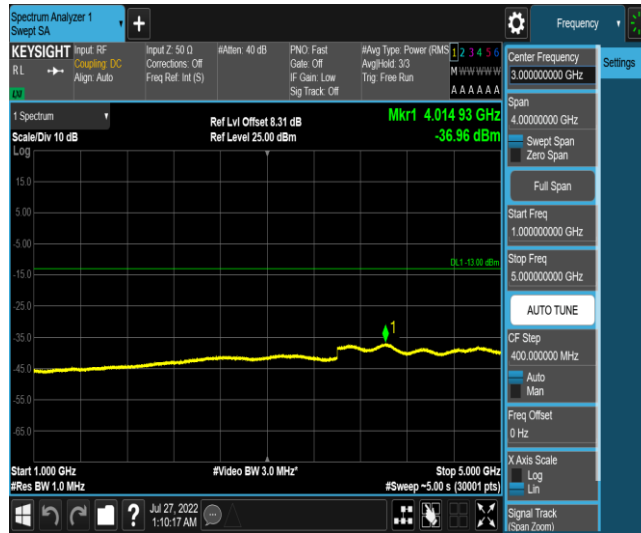 Spectrum Analyzer 1
Swept SA
+
Frequency
KEYSIGHT
R L
Input: RF
Coupling: DC
Align: Auto
Input Z: 50 Ω
Corrections: Off
Freq Ref: Int (S)
#Atten: 40 dB
PNO: Fast
Gate: Off
IF Gain: Low
Sig Track: Off
#Avg Type: Power (RMS
Avg|Hold: 3/3
Trig: Free Run
1 2 3 4 5 6
M W W W W W
A A A A A A
1 Spectrum
Scale/Div 10 dB
Log
Ref Lvl Offset 8.31 dB
Ref Level 25.00 dBm
Mkr1 4.014 93 GHz
-36.96 dBm
15.0
5.00
-5.00
DL1 -13.00 dBm
-15.0
-25.0
1
-35.0
-45.0
-55.0
-65.0
Start 1.000 GHz
#Res BW 1.0 MHz
#Video BW 3.0 MHz*
Stop 5.000 GHz
#Sweep ~5.00 s (30001 pts)
Jul 27, 2022
1:10:17 AM
?
Center Frequency
3.00000000 GHz
Settings
Span
4.00000000 GHz
Swept Span
Zero Span
Full Span
Start Freq
1.000000000 GHz
Stop Freq
5.000000000 GHz
AUTO TUNE
CF Step
400.000000 MHz
Auto
Man
Freq Offset
0 Hz
X Axis Scale
Log
Lin
Signal Track
(Span Zoom)